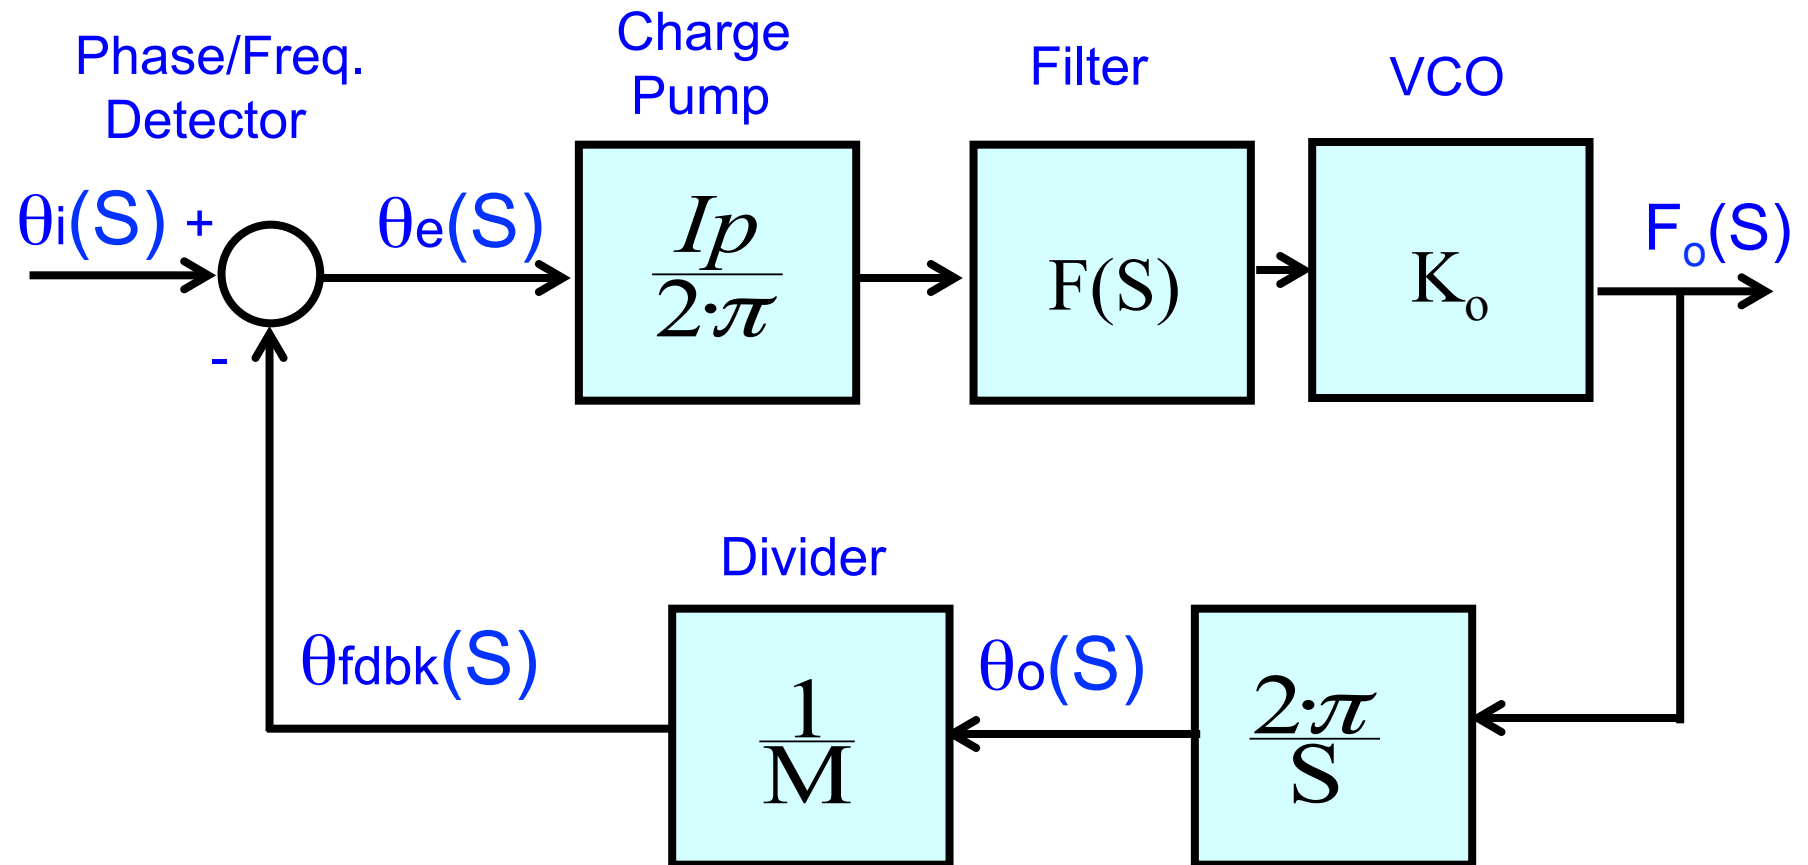 Phase/Freq.
Detector
Charge
Pump
Filter
VCO
θi(S) +
-
θe(S)
Ip
2·π
F(S)
Ko
Fo(S)
Divider
θfdbk(S)
1
M
θo(S)
2·π
S